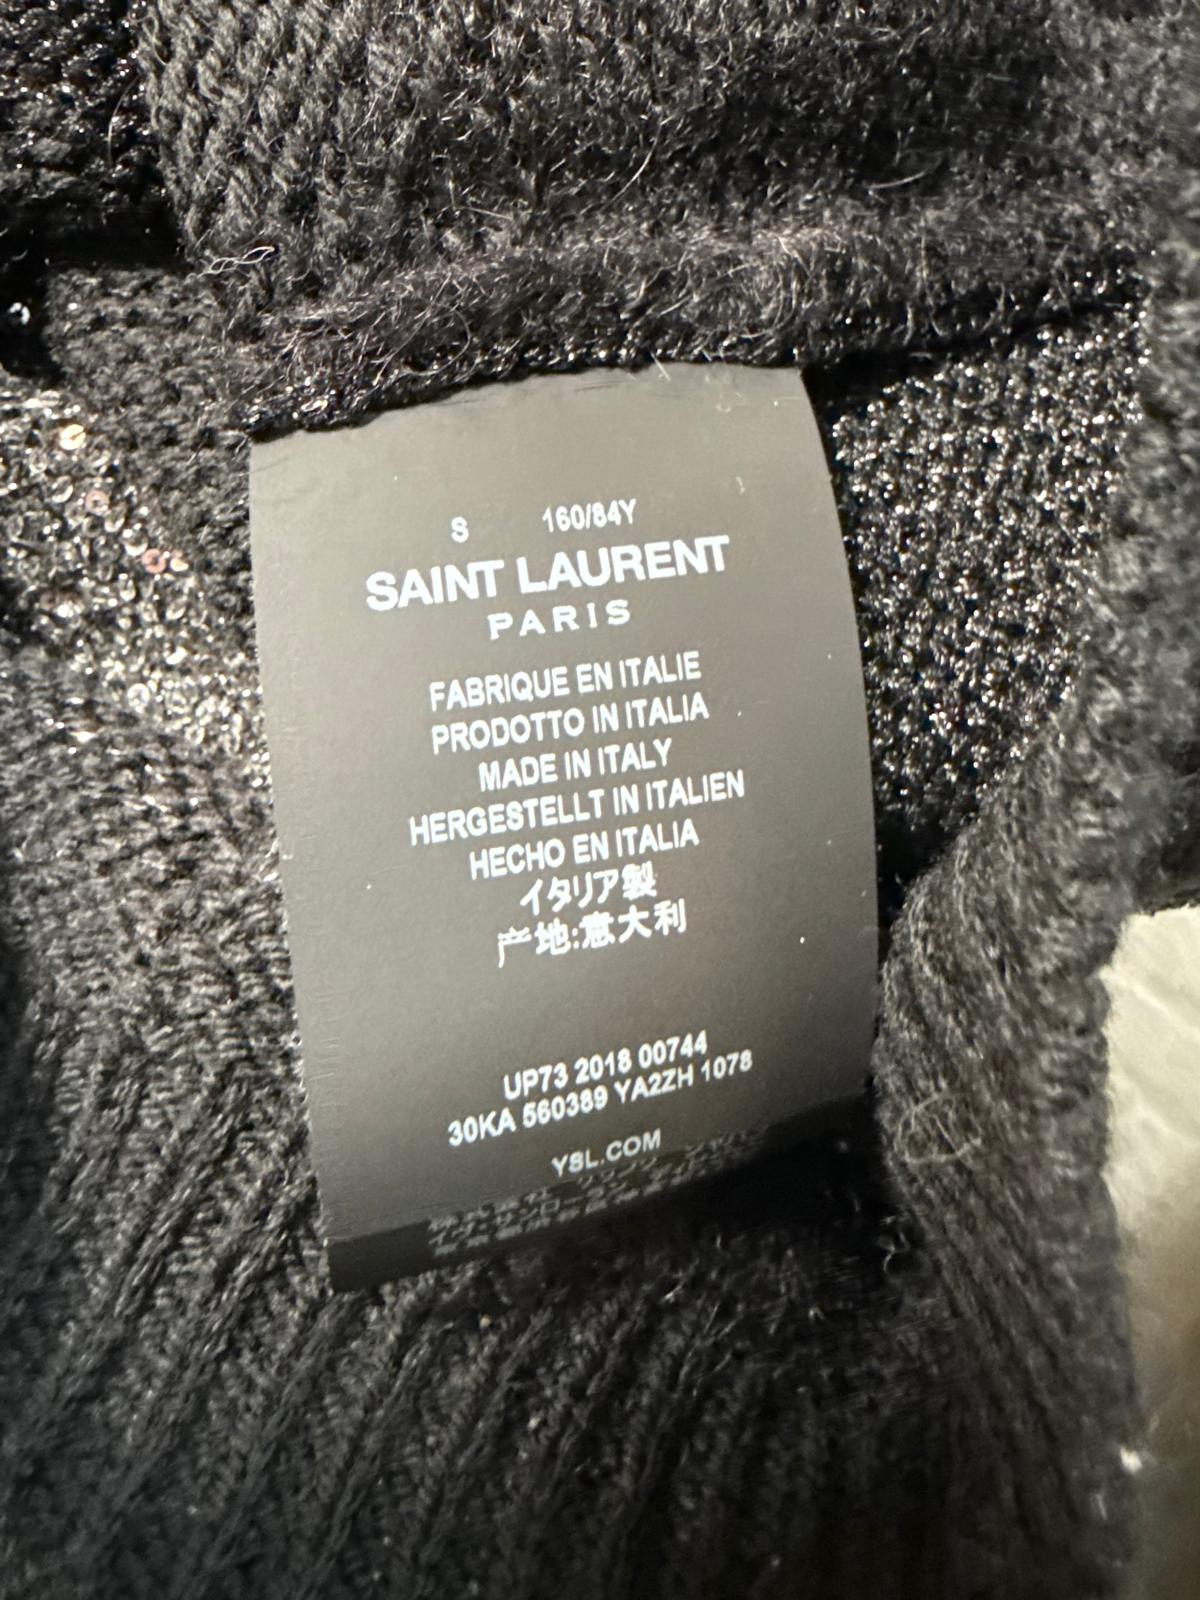 S 160/84Y
SAINT LAURENT
PARIS
FABRIQUE EN ITALIE
PRODOTTO IN ITALIA
MADE IN ITALY
HERGESTELLT IN ITALIEN
HECHO EN ITALIA
イタリア製
产地:意大利
UP73 2018 00744
30KA 560389 YA2ZH 1078
YSL.COM